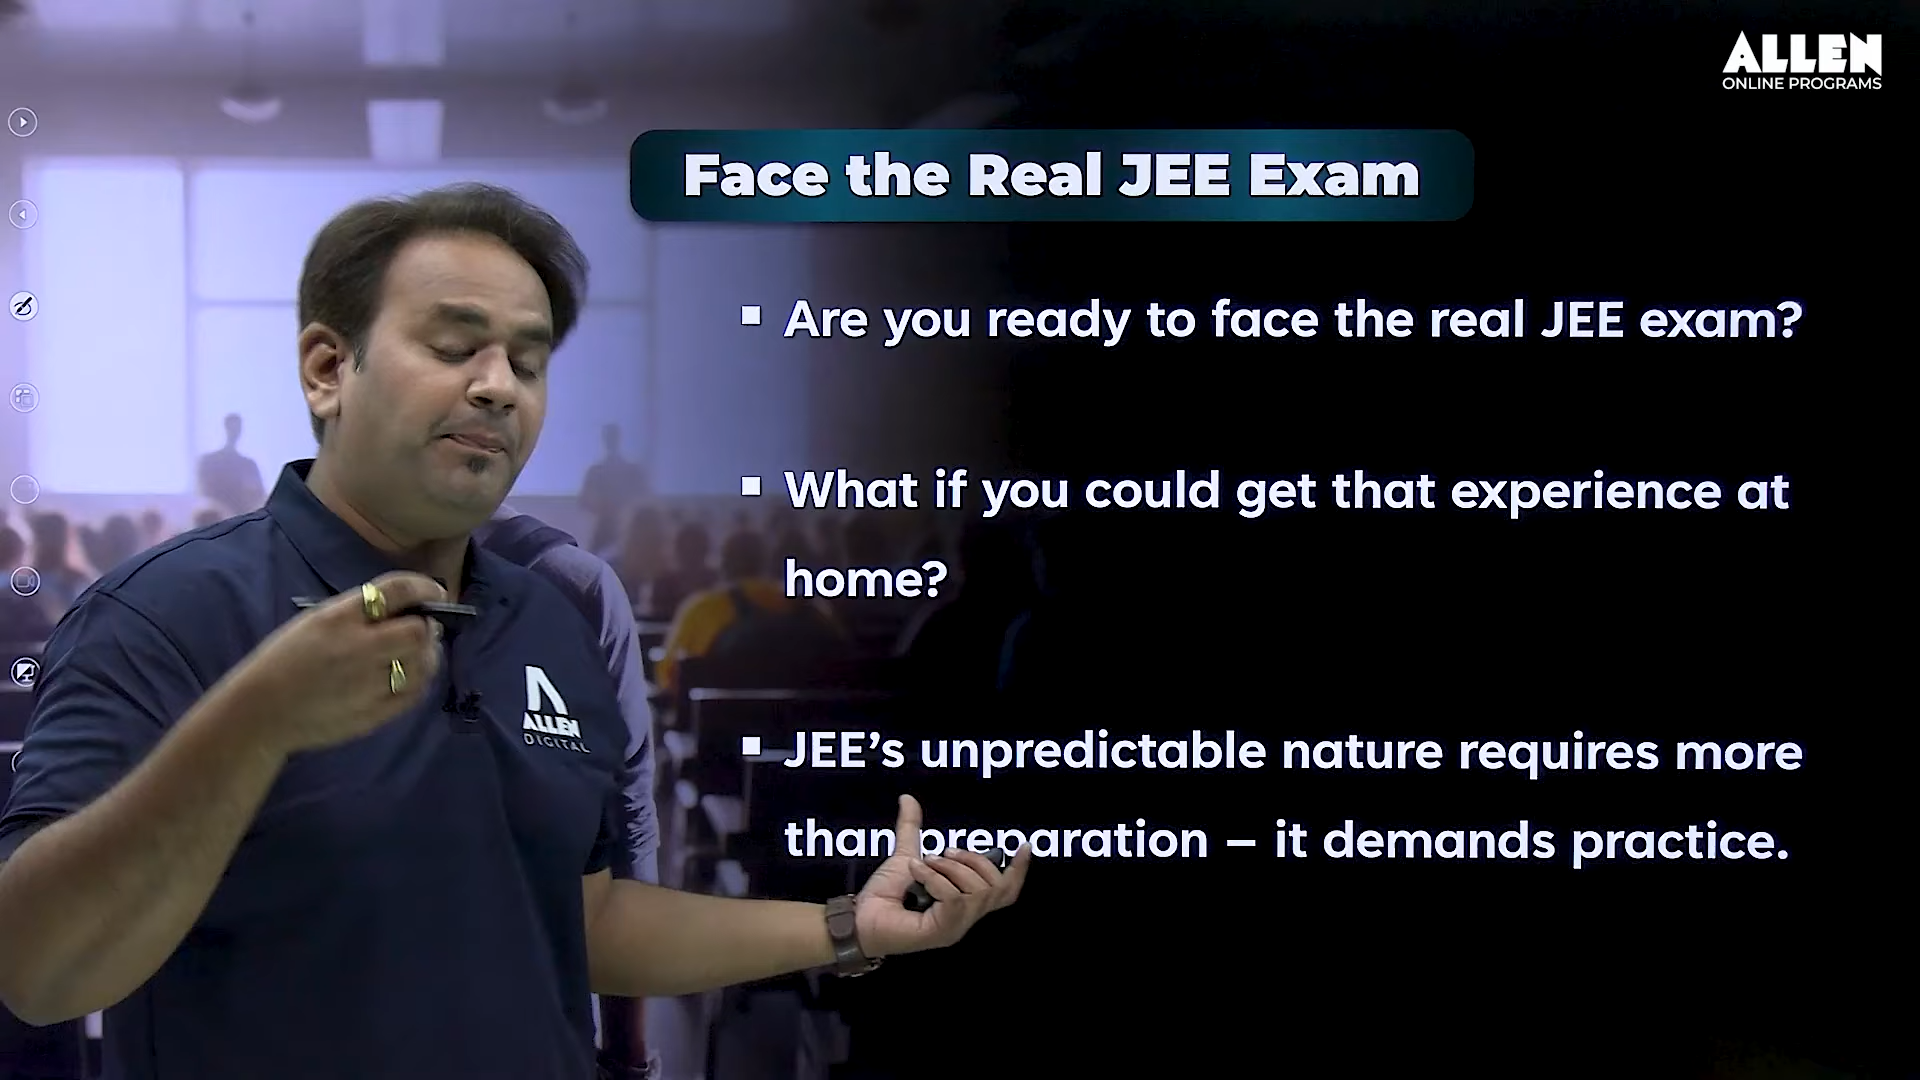 ALLEN
ONLINE PROGRAMS
Face the Real JEE Exam
▪ Are you ready to face the real JEE exam?
▪ What if you could get that experience at
home?
▪ JEE’s unpredictable nature requires more
than preparation – it demands practice.
ALLEN
DIGITAL